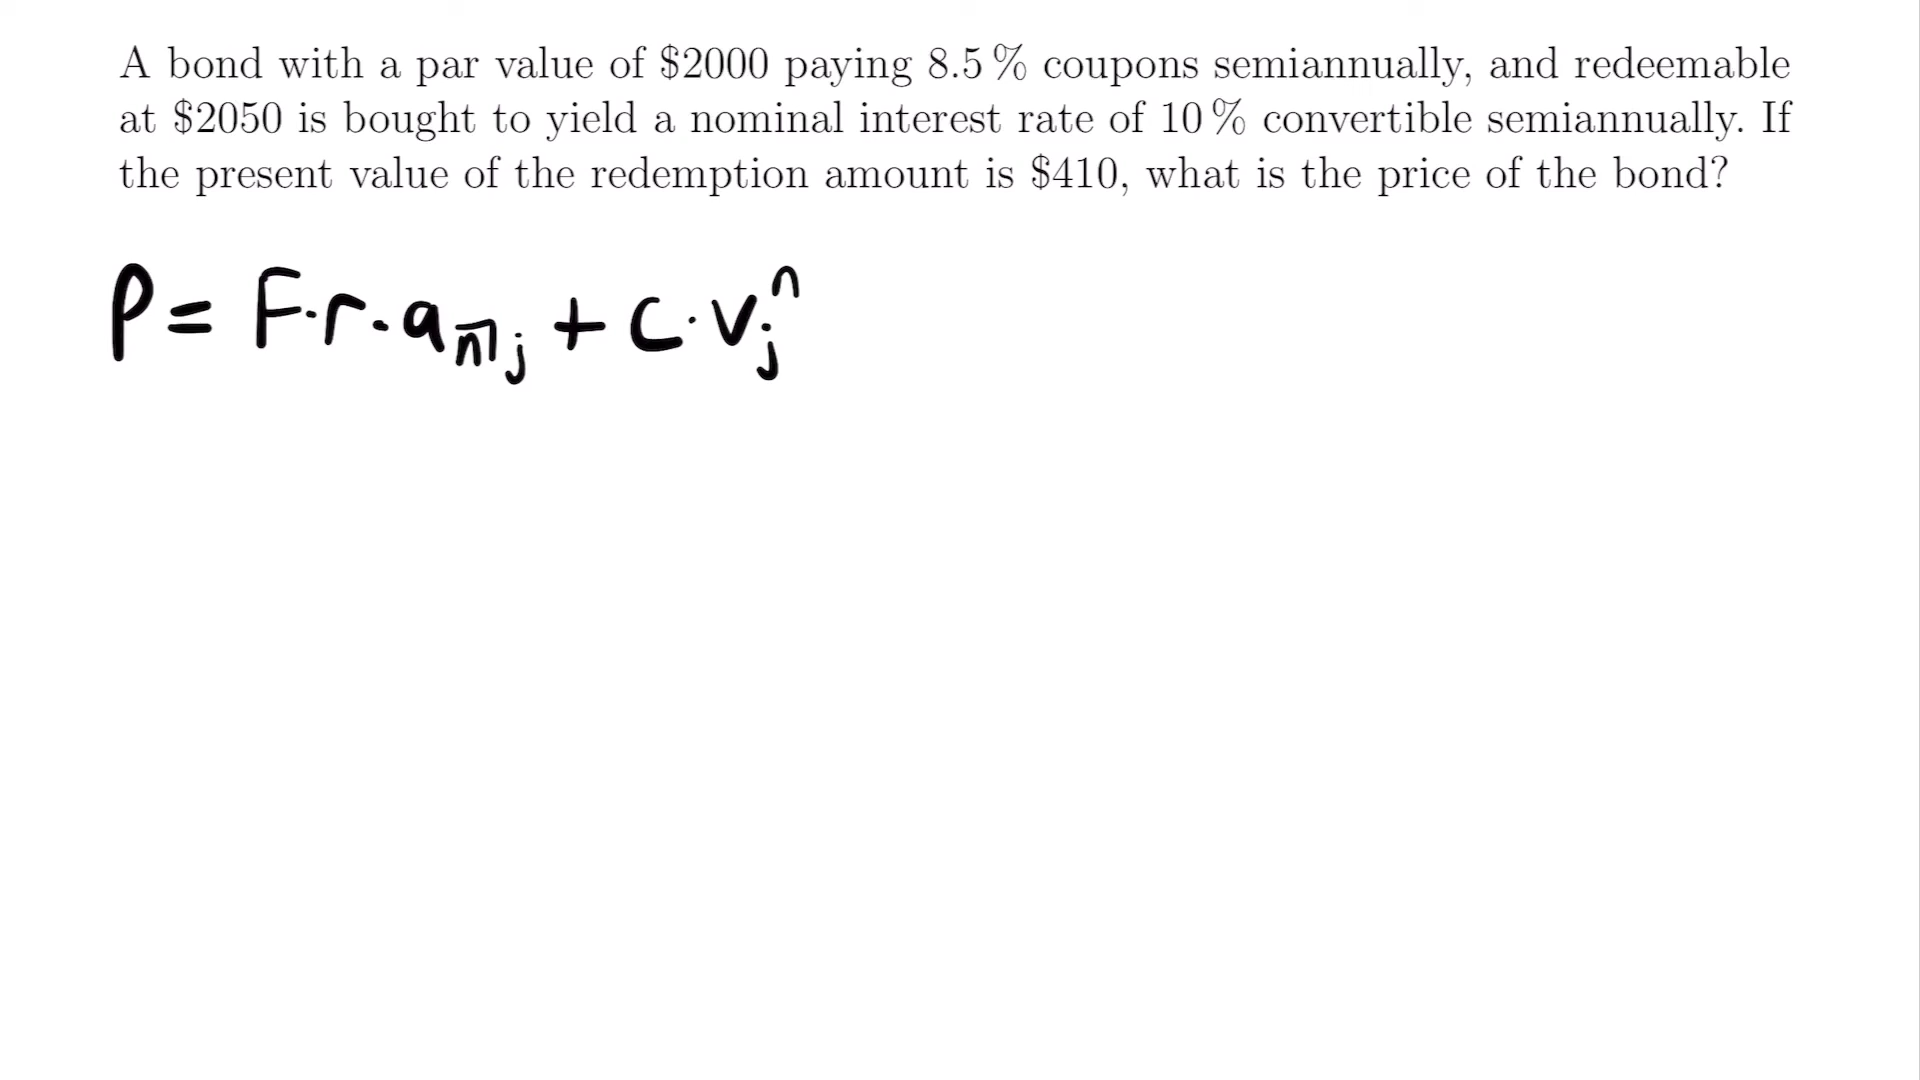 A bond with a par value of $2000 paying 8.5 % coupons semiannually, and redeemable
at $2050 is bought to yield a nominal interest rate of 10 % convertible semiannually. If
the present value of the redemption amount is $410, what is the price of the bond?
P = F·r·a_{n̅|j} + C·v_j^n